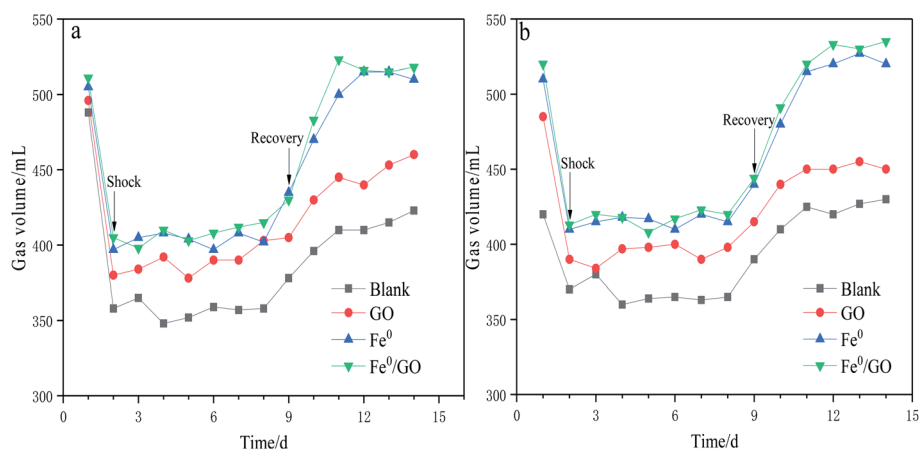 a
550
500
450
400
350
300
Gas volume/mL
Shock
Recovery
Blank
GO
Fe⁰
Fe⁰/GO
0 3 6 9 12 15
Time/d
b
550
500
450
400
350
300
Gas volume/mL
Shock
Recovery
Blank
GO
Fe⁰
Fe⁰/GO
0 3 6 9 12 15
Time/d